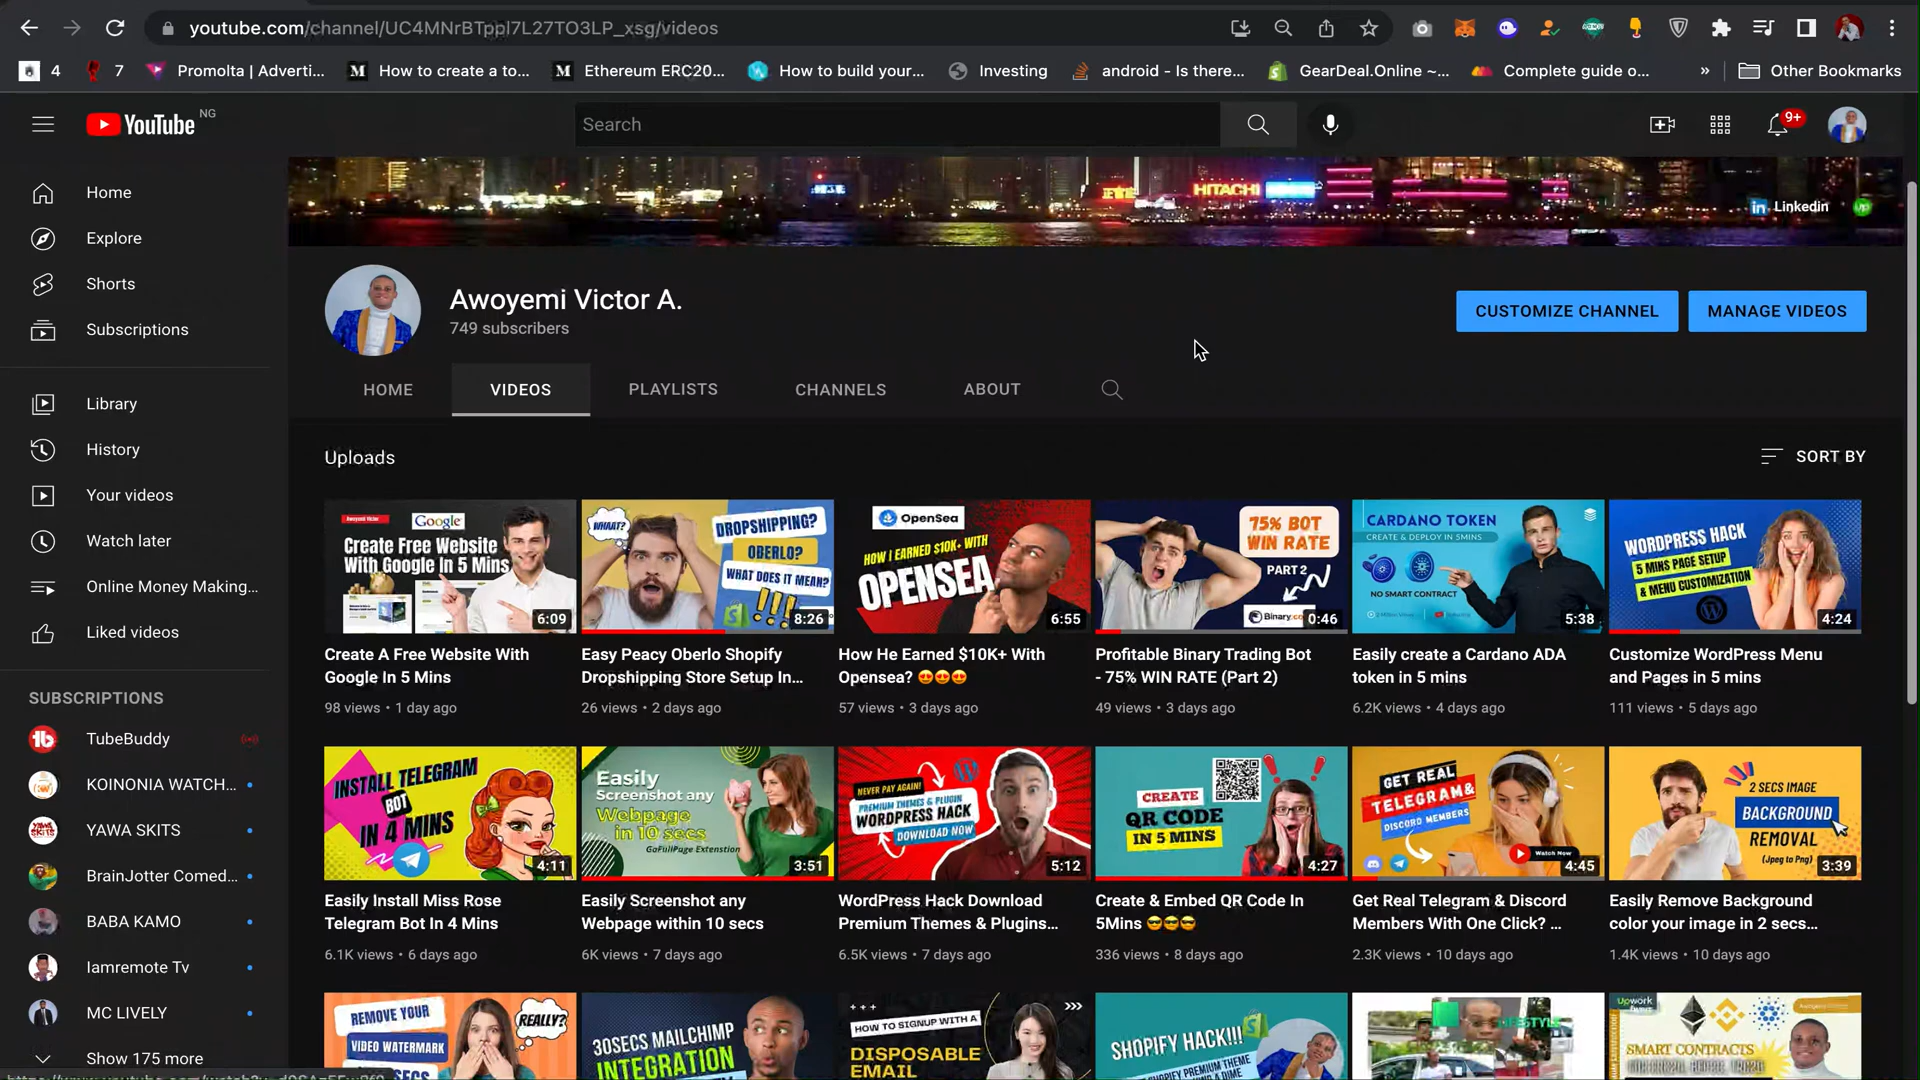 youtube.com/channel/UC4MNrBTppl7L27TO3LP_xsg/videos
4
7
Promolta | Adverti...
How to create a to...
Ethereum ERC20...
How to build your...
Investing
android - Is there...
GearDeal.Online ~...
Complete guide o...
»
Other Bookmarks
YouTube NG
Search
9+
HITACHI
Linkedin
Home
Explore
Shorts
Subscriptions
Library
History
Your videos
Watch later
Online Money Making...
Liked videos
SUBSCRIPTIONS
TubeBuddy
KOINONIA WATCH...
YAWA SKITS
BrainJotter Comed...
BABA KAMO
Iamremote Tv
MC LIVELY
Show 175 more
Awoyemi Victor A.
749 subscribers
CUSTOMIZE CHANNEL
MANAGE VIDEOS
HOME
VIDEOS
PLAYLISTS
CHANNELS
ABOUT
Uploads
SORT BY
Awoyemi Victor
Google
Create Free Website
With Google In 5 Mins
6:09
WHAT?
DROPSHIPPING?
OBERLO?
WHAT DOES IT MEAN?
!!!
8:26
OpenSea
HOW I EARNED $10K+ WITH
OPENSEA
6:55
75% BOT
WIN RATE
PART 2
Binary.co
0:46
CARDANO TOKEN
CREATE & DEPLOY IN 5MINS
NO SMART CONTRACT
5:38
WORDPRESS HACK
5 MINS PAGE SETUP
& MENU CUSTOMIZATION
4:24
Create A Free Website With
Google In 5 Mins
98 views • 1 day ago
Easy Peacy Oberlo Shopify
Dropshipping Store Setup In...
26 views • 2 days ago
How He Earned $10K+ With
Opensea? 😍😍😍
57 views • 3 days ago
Profitable Binary Trading Bot
- 75% WIN RATE (Part 2)
49 views • 3 days ago
Easily create a Cardano ADA
token in 5 mins
6.2K views • 4 days ago
Customize WordPress Menu
and Pages in 5 mins
111 views • 5 days ago
INSTALL TELEGRAM
BOT
IN 4 MINS
4:11
Easily
Screenshot any
Webpage
in 10 secs
GoFullPage Extenstion
3:51
NEVER PAY AGAIN!
PREMIUM THEMES & PLUGIN
WORDPRESS HACK
DOWNLOAD NOW
5:12
CREATE
QR CODE
IN 5 MINS
4:27
GET REAL
TELEGRAM&
DISCORD MEMBERS
Watch Now
4:45
2 SECS IMAGE
BACKGROUND
REMOVAL
(Jpeg to Png)
3:39
Easily Install Miss Rose
Telegram Bot In 4 Mins
6.1K views • 6 days ago
Easily Screenshot any
Webpage within 10 secs
6K views • 7 days ago
WordPress Hack Download
Premium Themes & Plugins...
6.5K views • 7 days ago
Create & Embed QR Code In
5Mins 😎😎😎
336 views • 8 days ago
Get Real Telegram & Discord
Members With One Click? ...
2.3K views • 10 days ago
Easily Remove Background
color your image in 2 secs...
1.4K views • 10 days ago
REMOVE YOUR
VIDEO WATERMARK
REALLY?
30SECS MAILCHIMP
INTEGRATION
+++
HOW TO SIGNUP WITH A
DISPOSABLE
EMAIL
>>>
SHOPIFY HACK!!!
SHOPIFY PREMIUM THEME
LIFESTYLE
Upwork
SMART CONTRACTS